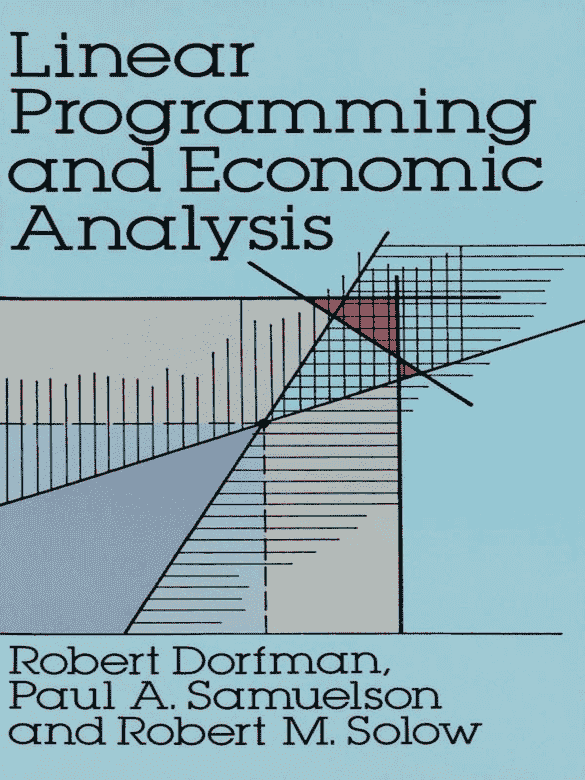 Linear
Programming
and Economic
Analysis
Robert Dorfman,
Paul A. Samuelson
and Robert M. Solow